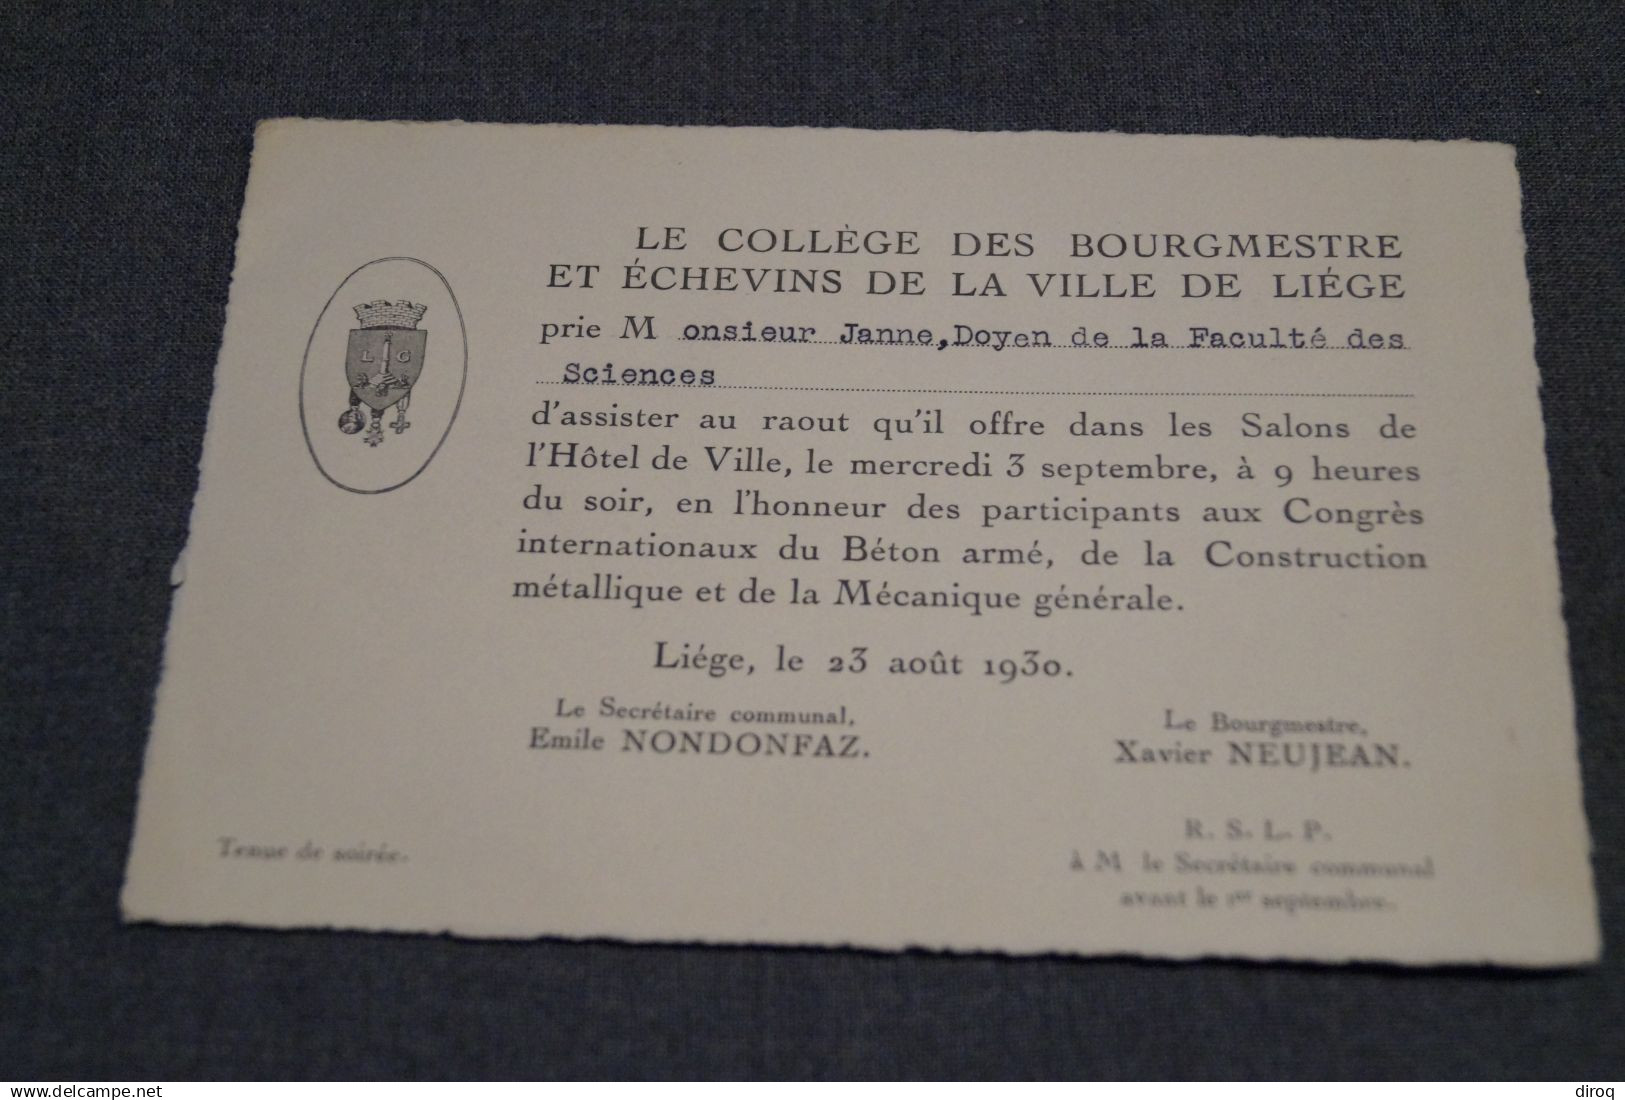 LE COLLÈGE DES BOURGMESTRE
ET ÉCHEVINS DE LA VILLE DE LIÉGE
prie M onsieur Janne,Doyen de la Faculté des
Sciences
d'assister au raout qu'il offre dans les Salons de
l'Hôtel de Ville, le mercredi 3 septembre, à 9 heures
du soir, en l'honneur des participants aux Congrès
internationaux du Béton armé, de la Construction
métallique et de la Mécanique générale.
Liége, le 23 août 1930.
Le Secrétaire communal,
Emile NONDONFAZ.
Le Bourgmestre,
Xavier NEUJEAN.
R. S. L. P.
à M le Secrétaire communal
avant le 1er septembre.
Tenue de soirée.
L G
www.delcampe.net
diroq